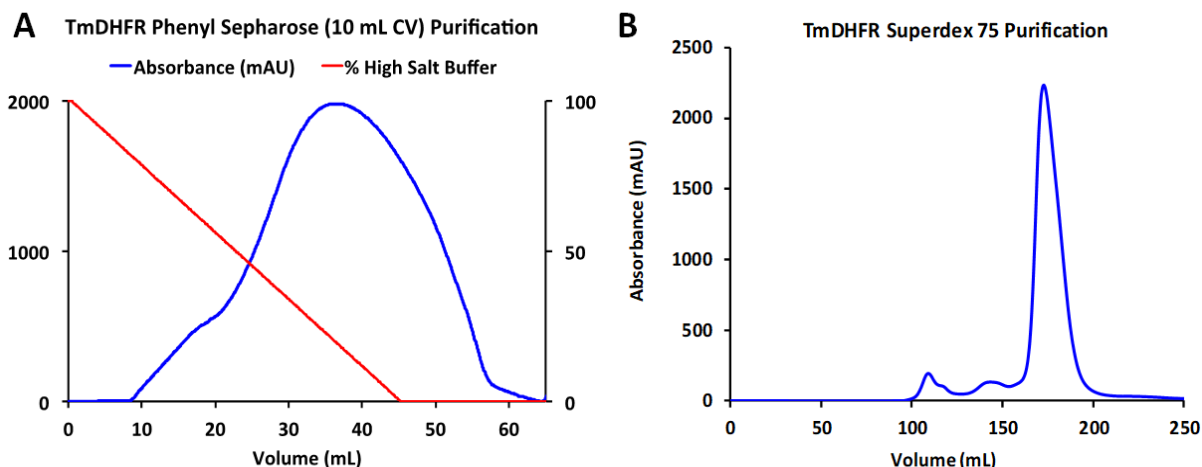 A
TmDHFR Phenyl Sepharose (10 mL CV) Purification
Absorbance (mAU)
% High Salt Buffer
2000
1000
0
100
50
0
0 10 20 30 40 50 60
Volume (mL)
B
TmDHFR Superdex 75 Purification
Absorbance (mAU)
2500
2000
1500
1000
500
0
0 50 100 150 200 250
Volume (mL)